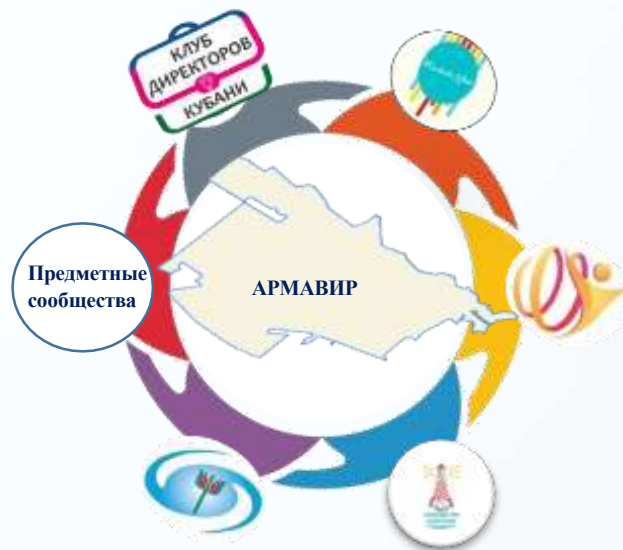 КЛУБ
ДИРЕКТОРОВ
КУБАНИ
Предметные
сообщества
АРМАВИР